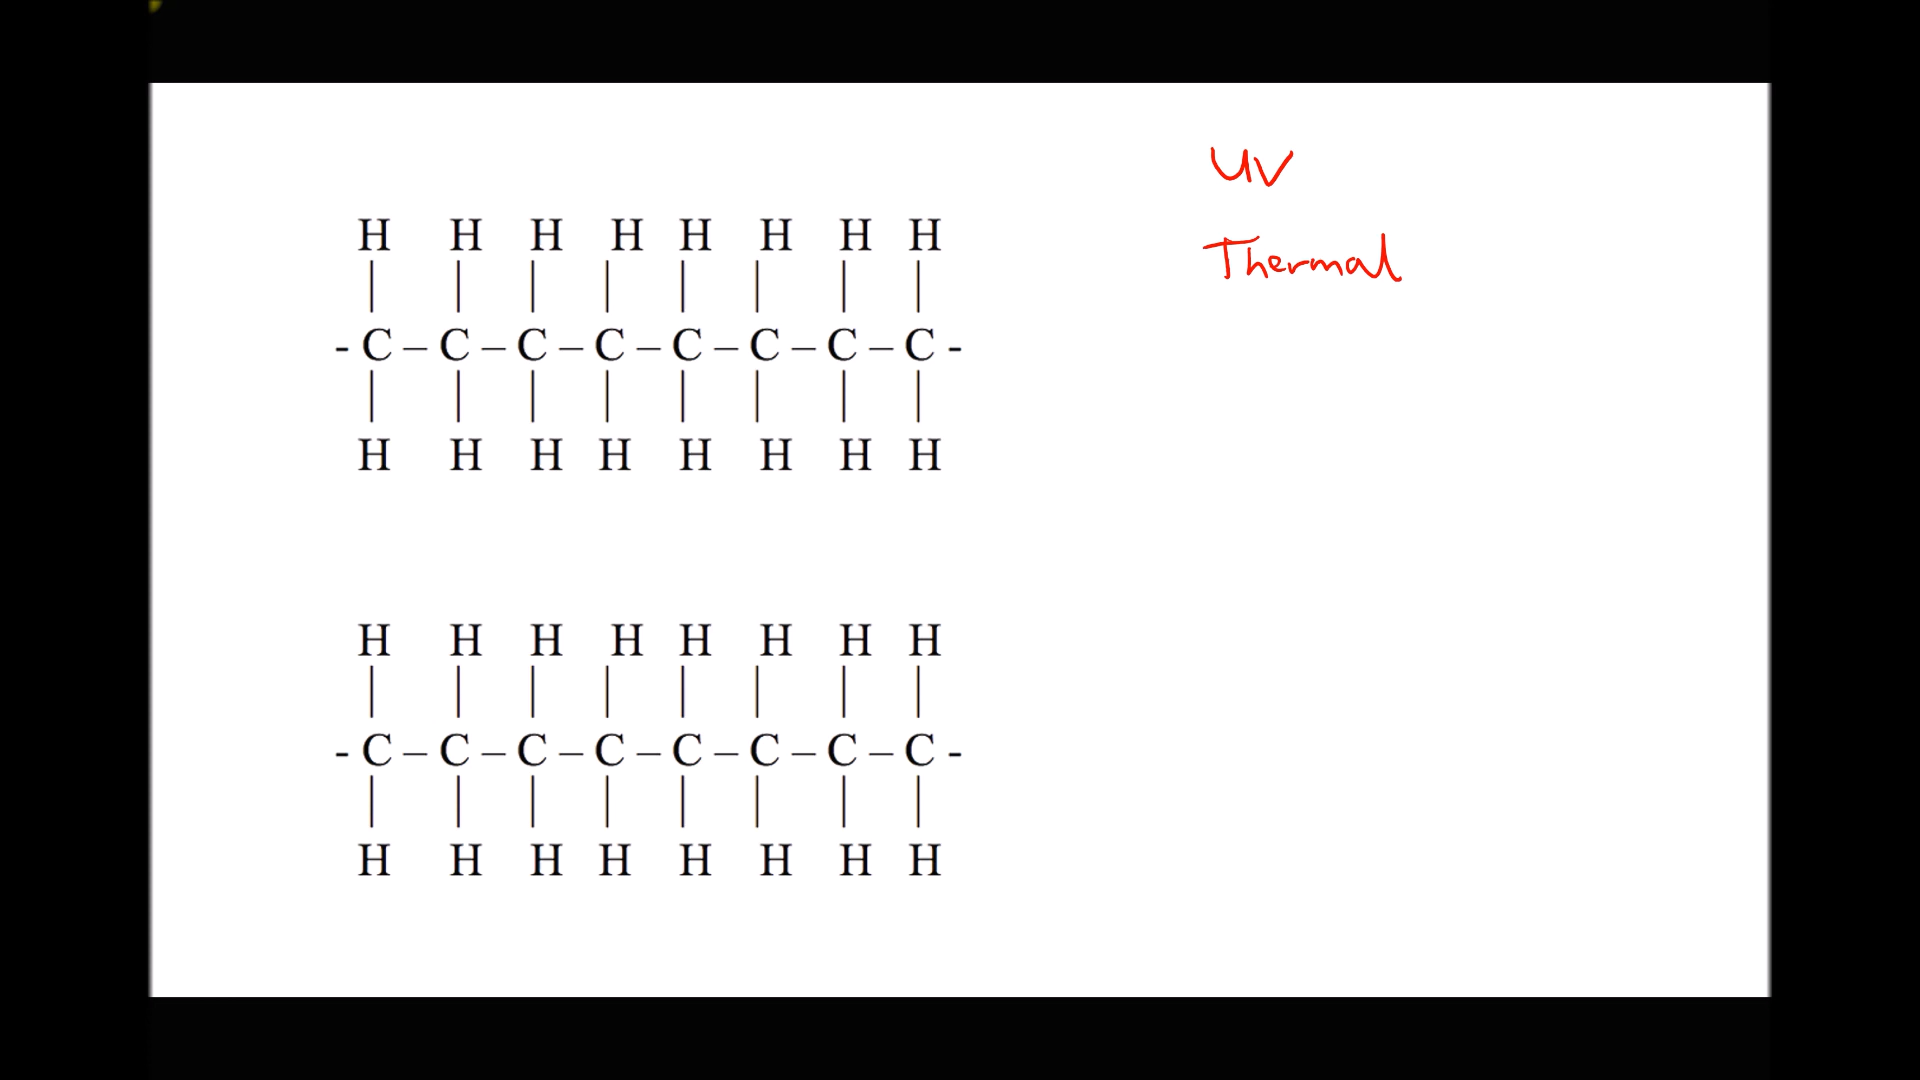 UV
Thermal
H H H H H H H H
| | | | | | | |
- C – C – C – C – C – C – C – C -
| | | | | | | |
H H H H H H H H
H H H H H H H H
| | | | | | | |
- C – C – C – C – C – C – C – C -
| | | | | | | |
H H H H H H H H